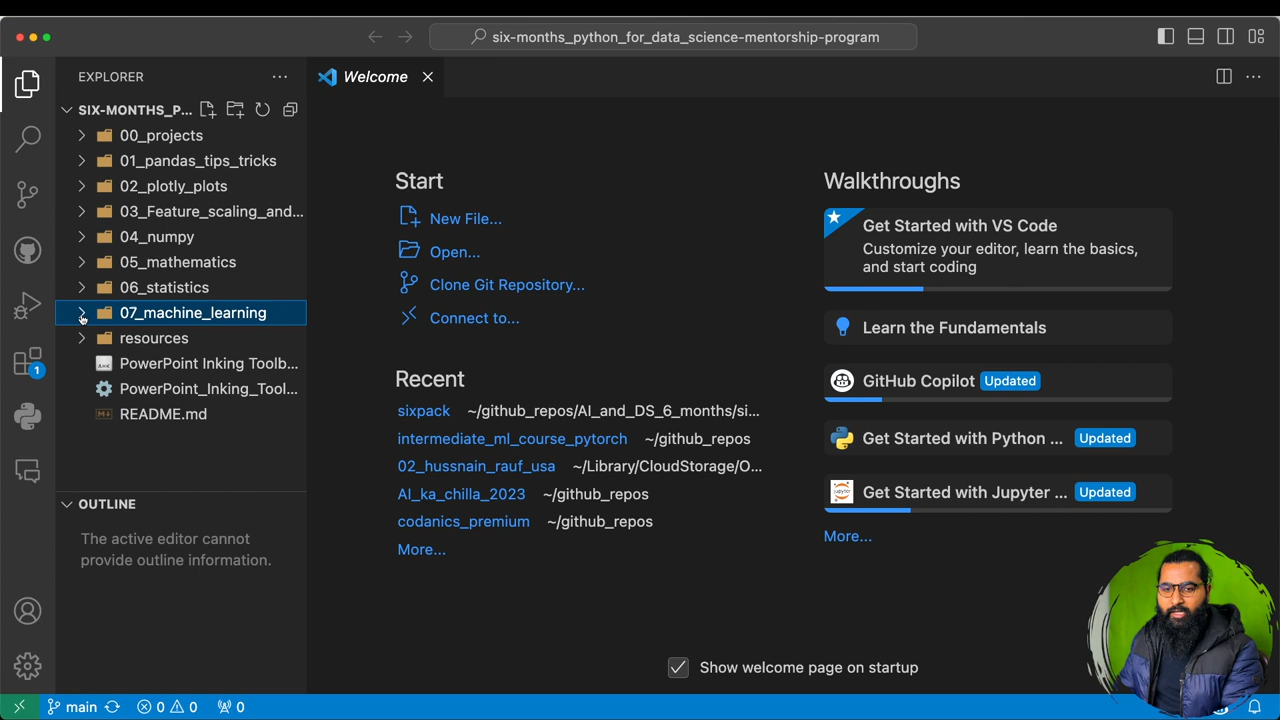 six-months_python_for_data_science-mentorship-program
EXPLORER
Welcome
SIX-MONTHS_P...
00_projects
01_pandas_tips_tricks
02_plotly_plots
03_Feature_scaling_and...
04_numpy
05_mathematics
06_statistics
07_machine_learning
resources
PowerPoint Inking Toolb...
PowerPoint_Inking_Tool...
README.md
OUTLINE
The active editor cannot
provide outline information.
1
Start
New File...
Open...
Clone Git Repository...
Connect to...
Recent
sixpack ~/github_repos/AI_and_DS_6_months/si...
intermediate_ml_course_pytorch ~/github_repos
02_hussnain_rauf_usa ~/Library/CloudStorage/O...
AI_ka_chilla_2023 ~/github_repos
codanics_premium ~/github_repos
More...
Walkthroughs
Get Started with VS Code
Customize your editor, learn the basics,
and start coding
Learn the Fundamentals
GitHub Copilot Updated
Get Started with Python ... Updated
Get Started with Jupyter ... Updated
More...
Show welcome page on startup
main 0 0 0